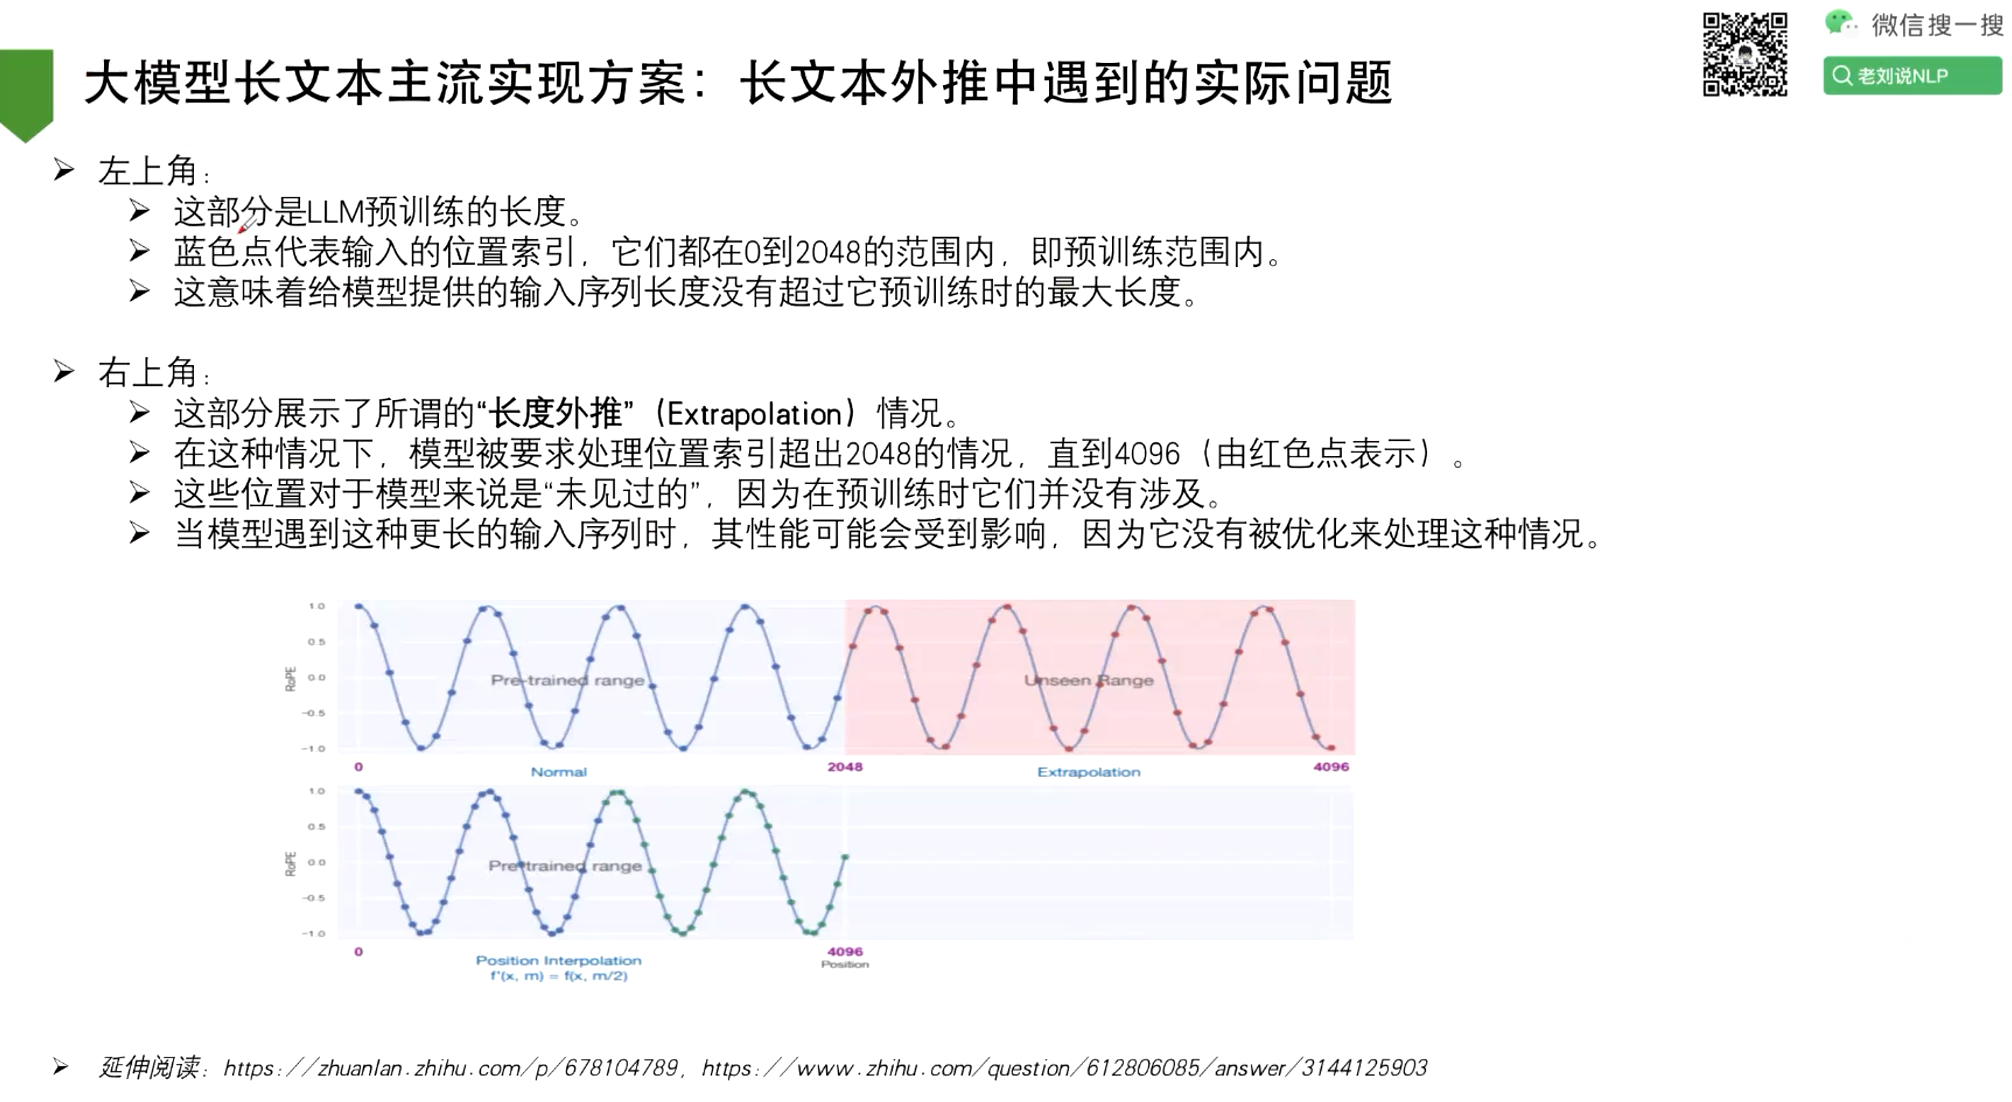 大模型长文本主流实现方案：长文本外推中遇到的实际问题
微信搜一搜
老刘说NLP
➢ 左上角：
➢ 这部分是LLM预训练的长度。
➢ 蓝色点代表输入的位置索引，它们都在0到2048的范围内，即预训练范围内。
➢ 这意味着给模型提供的输入序列长度没有超过它预训练时的最大长度。
➢ 右上角：
➢ 这部分展示了所谓的“长度外推”（Extrapolation）情况。
➢ 在这种情况下，模型被要求处理位置索引超出2048的情况，直到4096（由红色点表示）。
➢ 这些位置对于模型来说是“未见过的”，因为在预训练时它们并没有涉及。
➢ 当模型遇到这种更长的输入序列时，其性能可能会受到影响，因为它没有被优化来处理这种情况。
1.0
0.5
RoPE 0.0 Pre-trained range Unseen Range
−0.5
−1.0
0 2048 4096
Normal Extrapolation
1.0
0.5
RoPE 0.0 Pre-trained range
−0.5
−1.0
0 4096
Position Interpolation Position
f'(x, m) = f(x, m/2)
➢ 延伸阅读：https://zhuanlan.zhihu.com/p/678104789，https://www.zhihu.com/question/612806085/answer/3144125903